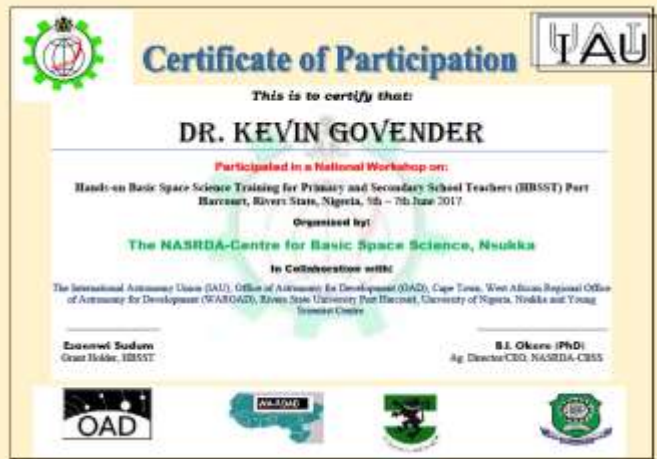 IAU
Certificate of Participation
This is to certify that:
DR. KEVIN GOVENDER
Participated in a National Workshop on:
Hands-on Basic Space Science Training for Primary and Secondary School Teachers (HBSST) Port
Harcourt, Rivers State, Nigeria, 5th – 7th June 2017.
Organised by:
The NASRDA-Centre for Basic Space Science, Nsukka
In Collaboration with:
The International Astronomy Union (IAU), Office of Astronomy for Development (OAD), Cape Town, West African Regional Office
of Astronomy for Development (WAROAD), Rivers State University Port Harcourt, University of Nigeria, Nsukka and Young
Scientist Centre
Sudum
Grant Holder, HBSST
B.I. Okere (PhD)
Ag. Director/CEO, NASRDA-CBSS
OAD
WA-ROAD